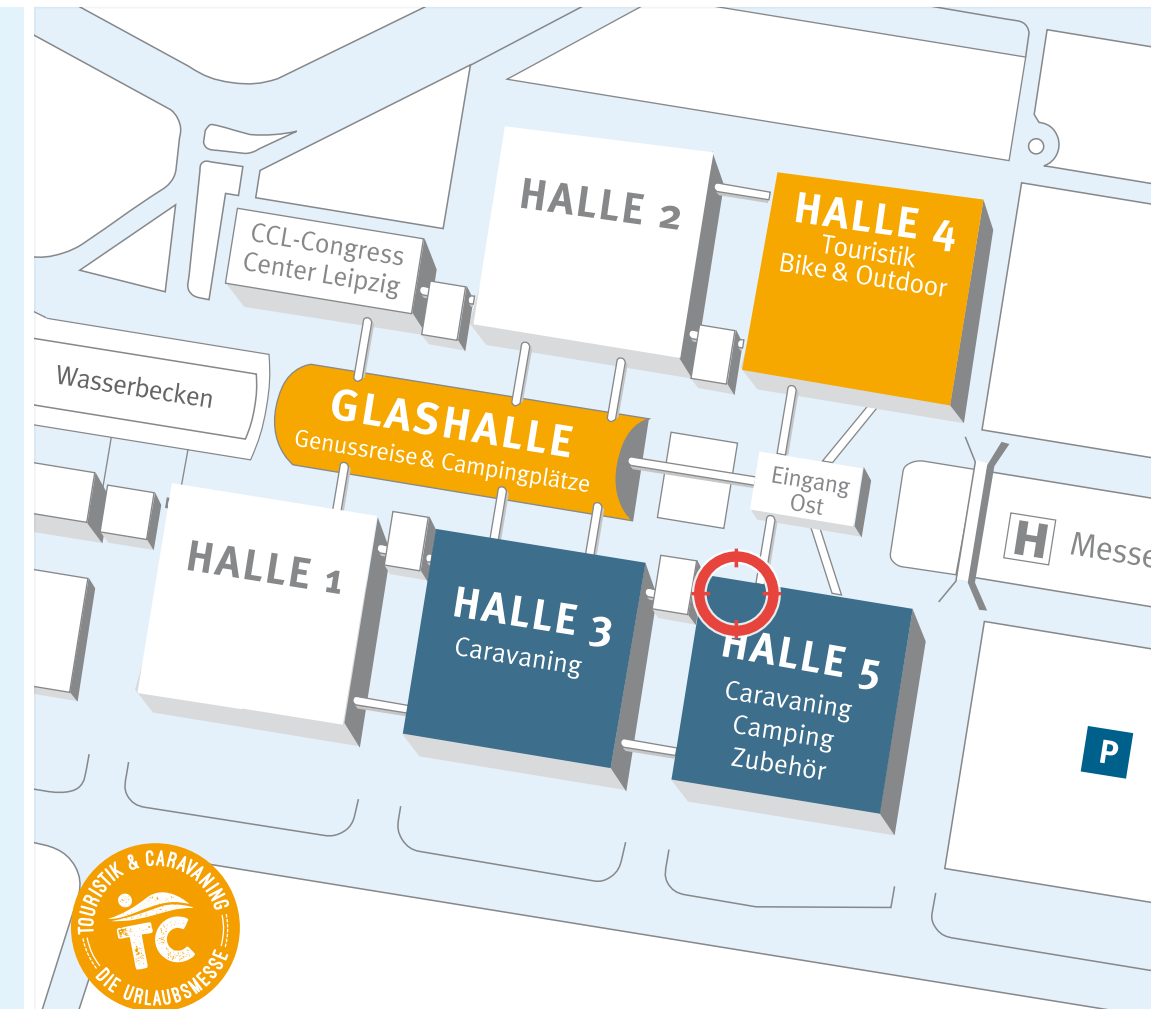 HALLE 2
HALLE 4
Touristik
Bike & Outdoor
CCL-Congress
Center Leipzig
Wasserbecken
GLASHALLE
Genussreise & Campingplätze
Eingang
Ost
H Messe
HALLE 1
HALLE 3
Caravaning
HALLE 5
Caravaning
Camping
Zubehör
P
TOURISTIK & CARAVANING
TC
DIE URLAUBSMESSE